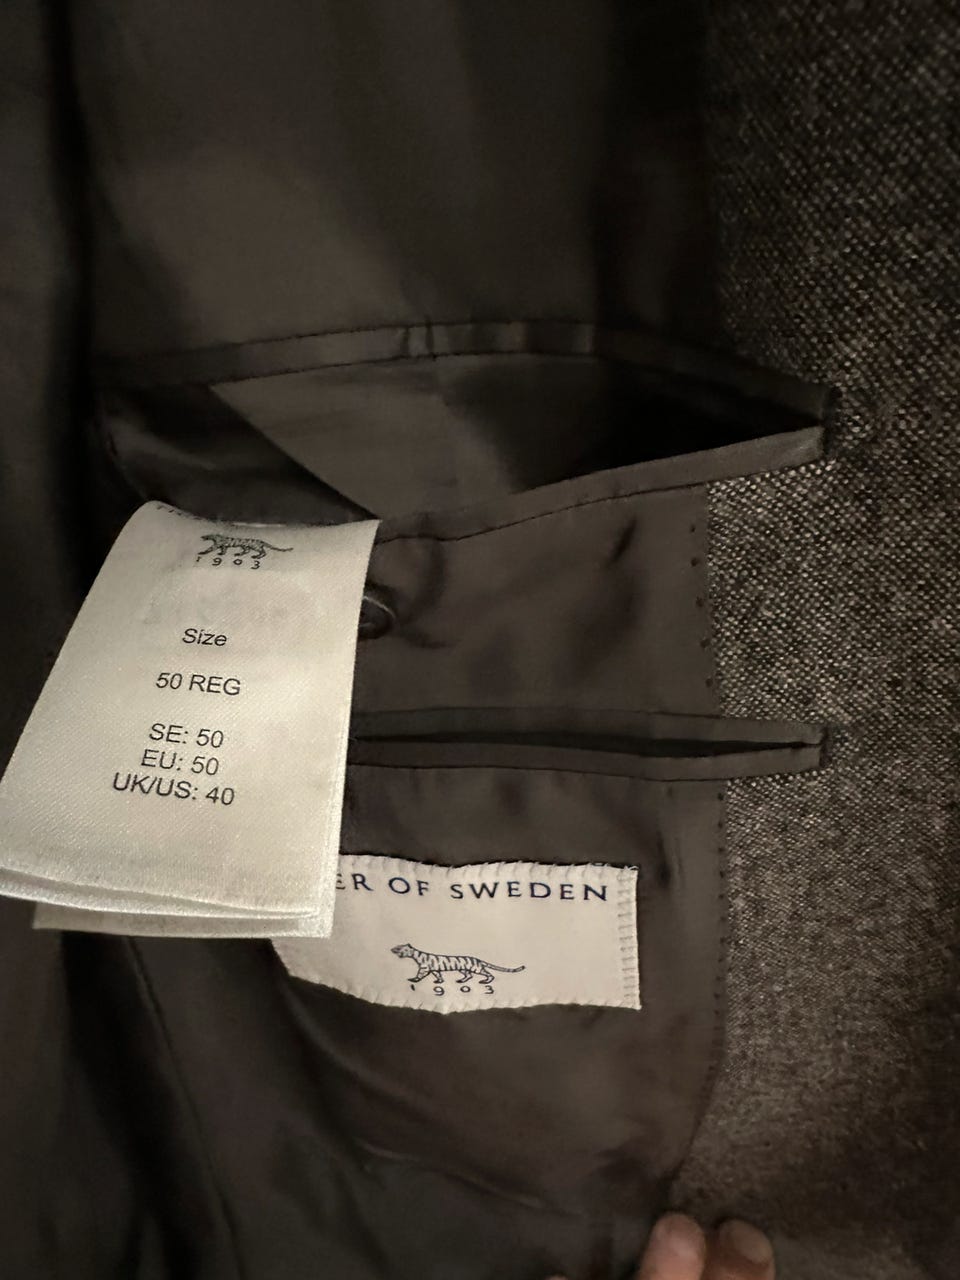 1903
Size
50 REG
SE: 50
EU: 50
UK/US: 40
ER OF SWEDEN
1903